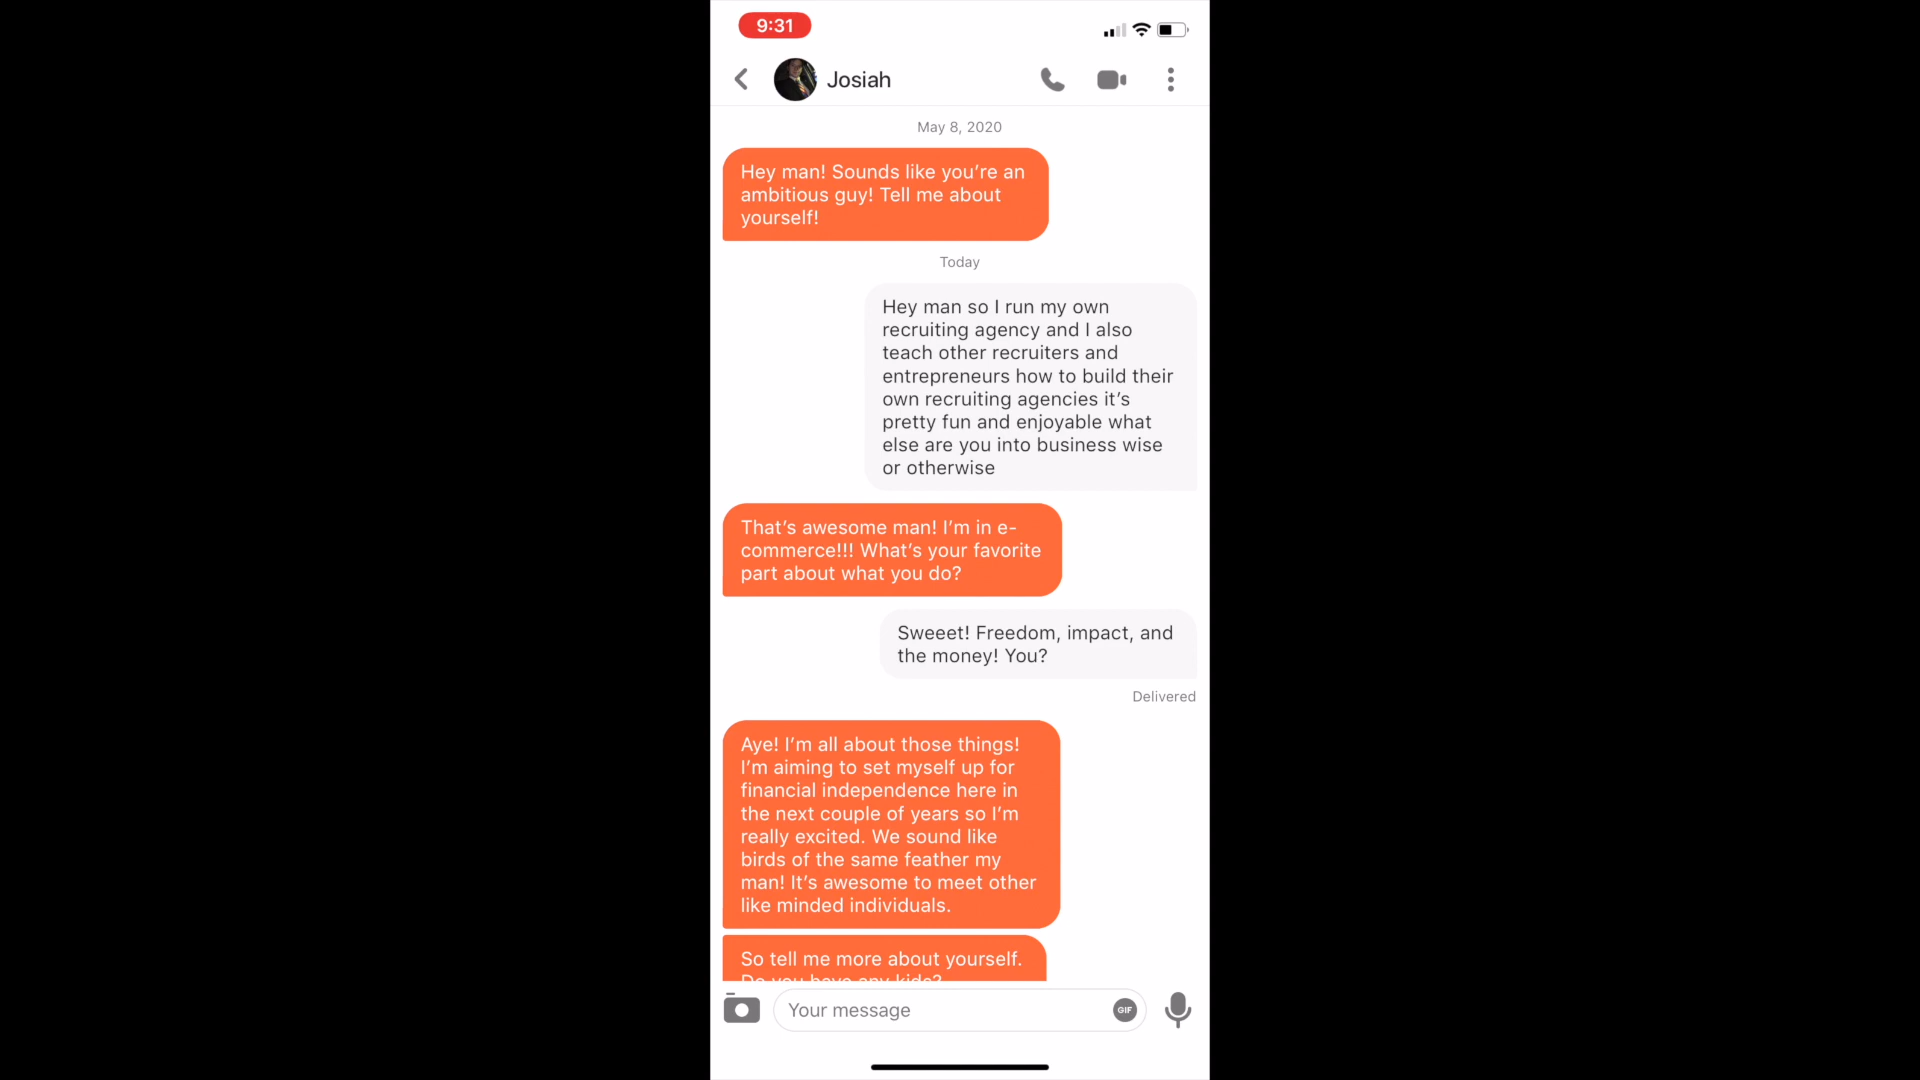 9:31
Josiah
May 8, 2020
Hey man! Sounds like you’re an
ambitious guy! Tell me about
yourself!
Today
Hey man so I run my own
recruiting agency and I also
teach other recruiters and
entrepreneurs how to build their
own recruiting agencies it’s
pretty fun and enjoyable what
else are you into business wise
or otherwise
That’s awesome man! I’m in e-
commerce!!! What’s your favorite
part about what you do?
Sweeet! Freedom, impact, and
the money! You?
Delivered
Aye! I’m all about those things!
I’m aiming to set myself up for
financial independence here in
the next couple of years so I’m
really excited. We sound like
birds of the same feather my
man! It’s awesome to meet other
like minded individuals.
So tell me more about yourself.
Do you have any kids?
Your message
GIF